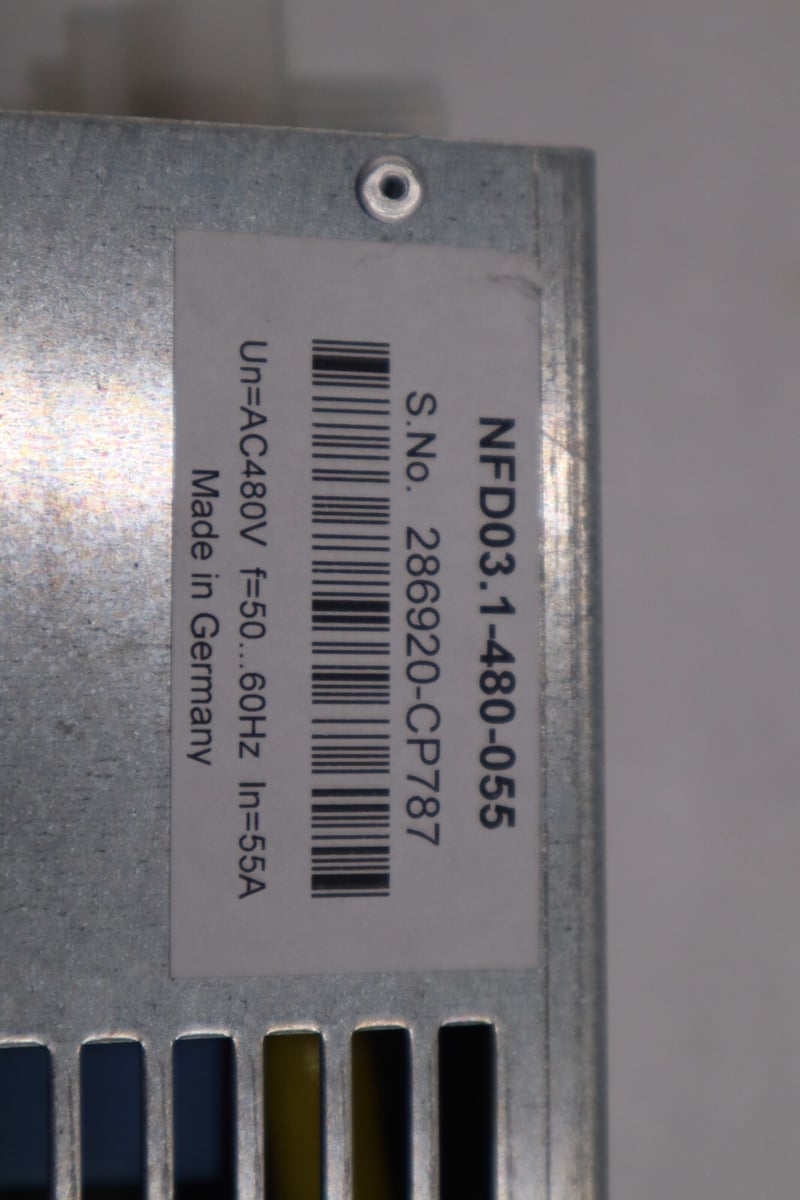 NFD03.1-480-055
S.No. 286920-CP787
Un=AC480V f=50...60Hz In=55A
Made in Germany